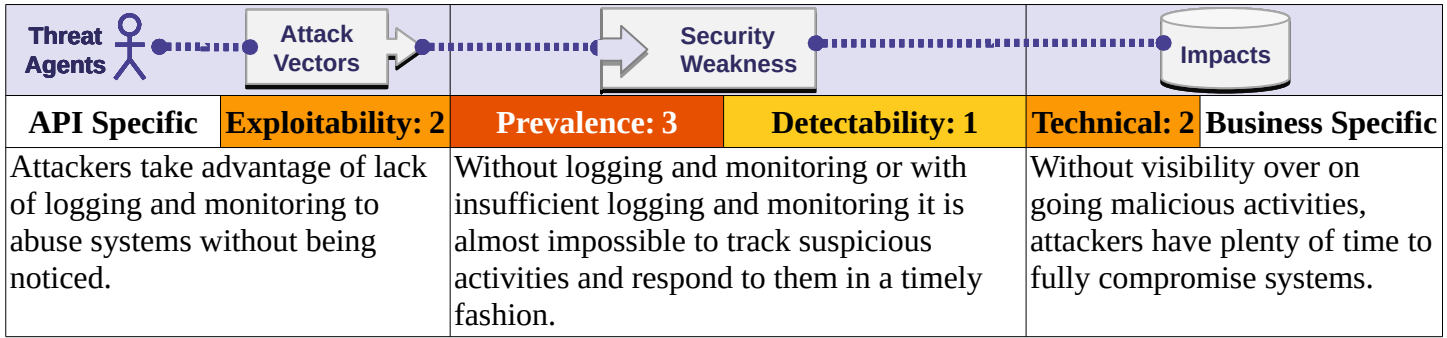 Threat
Agents
Attack
Vectors
Security
Weakness
Impacts
API Specific
Exploitability: 2
Prevalence: 3
Detectability: 1
Technical: 2
Business Specific
Attackers take advantage of lack
of logging and monitoring to
abuse systems without being
noticed.
Without logging and monitoring or with
insufficient logging and monitoring it is
almost impossible to track suspicious
activities and respond to them in a timely
fashion.
Without visibility over on
going malicious activities,
attackers have plenty of time to
fully compromise systems.